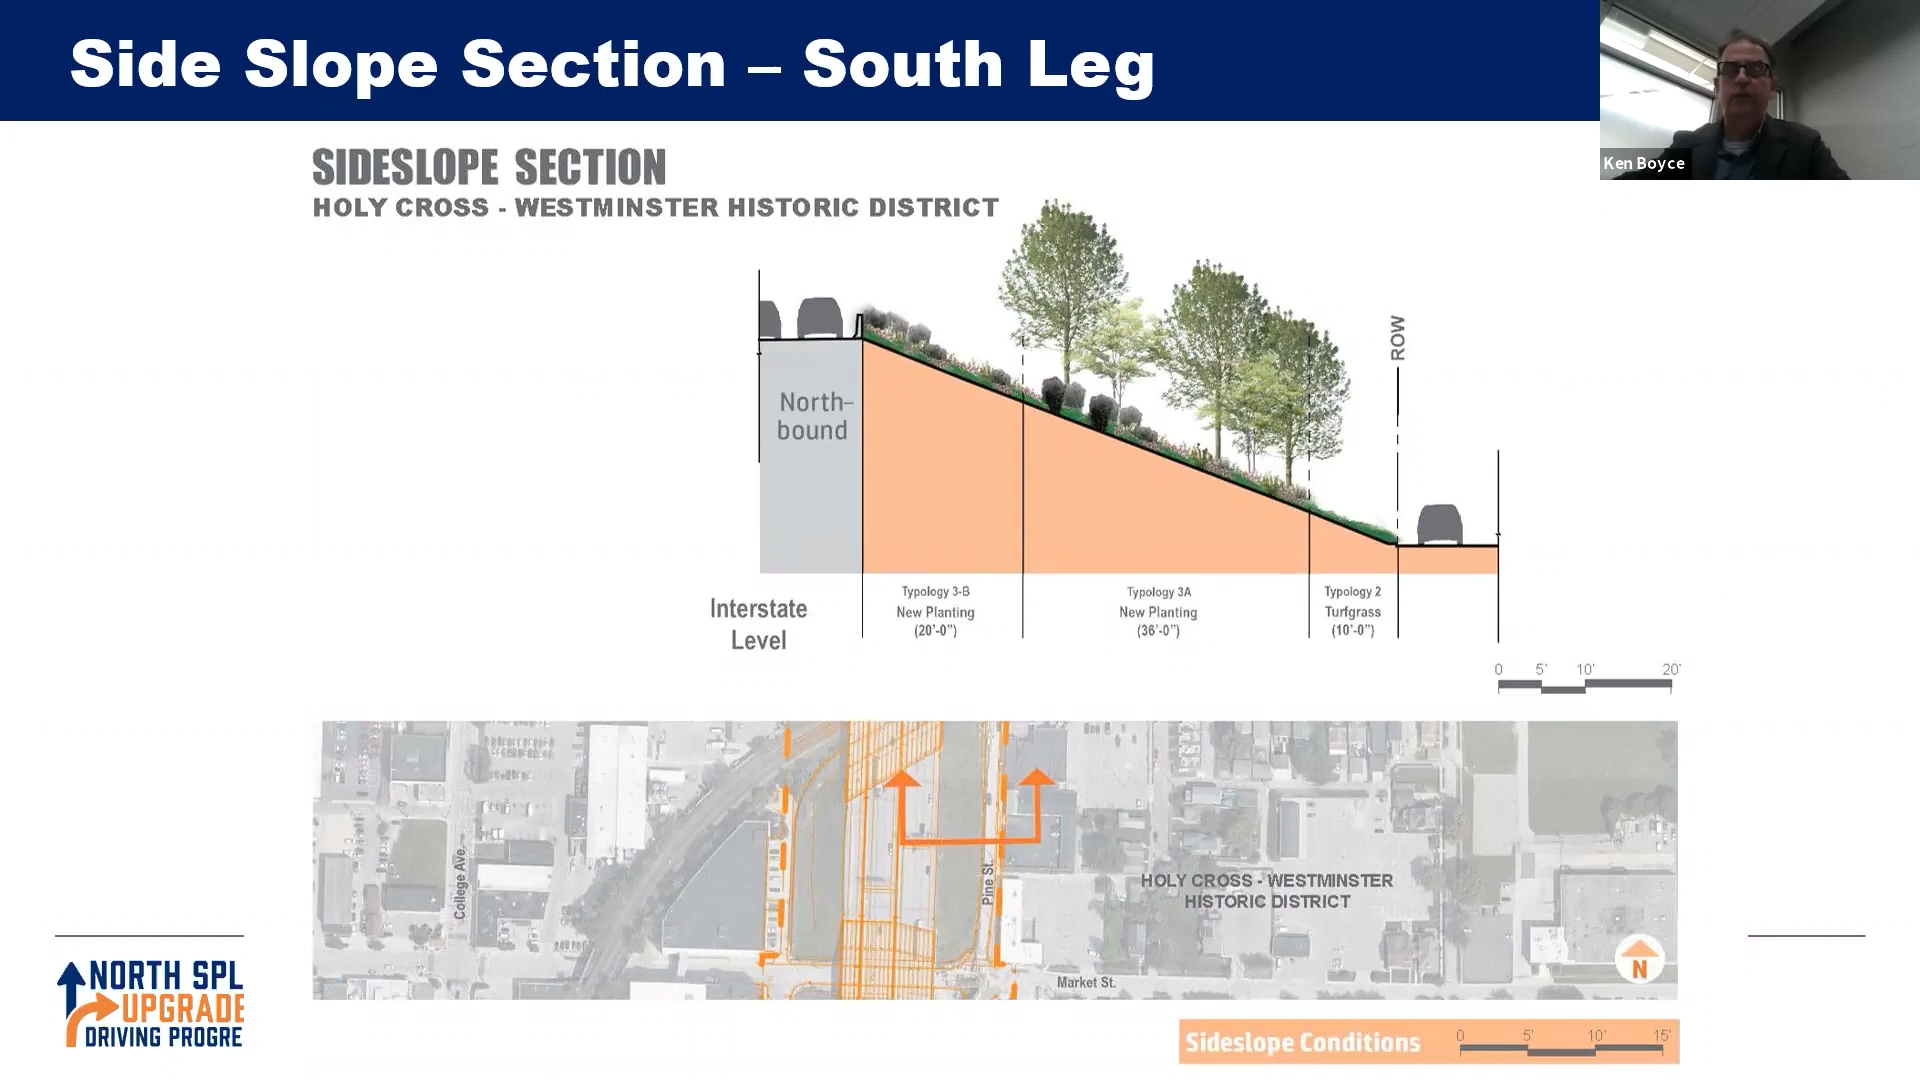 Side Slope Section – South Leg
Ken Boyce
SIDESLOPE SECTION
HOLY CROSS - WESTMINSTER HISTORIC DISTRICT
ROW
North-
bound
Interstate
Level
Typology 3-B
New Planting
(20'-0")
Typology 3A
New Planting
(36'-0")
Typology 2
Turfgrass
(10'-0")
0 5' 10' 20'
College Ave.
Pine St.
HOLY CROSS - WESTMINSTER
HISTORIC DISTRICT
Market St.
N
NORTH SPL
UPGRADE
DRIVING PROGRE
Sideslope Conditions
0 5' 10' 15'